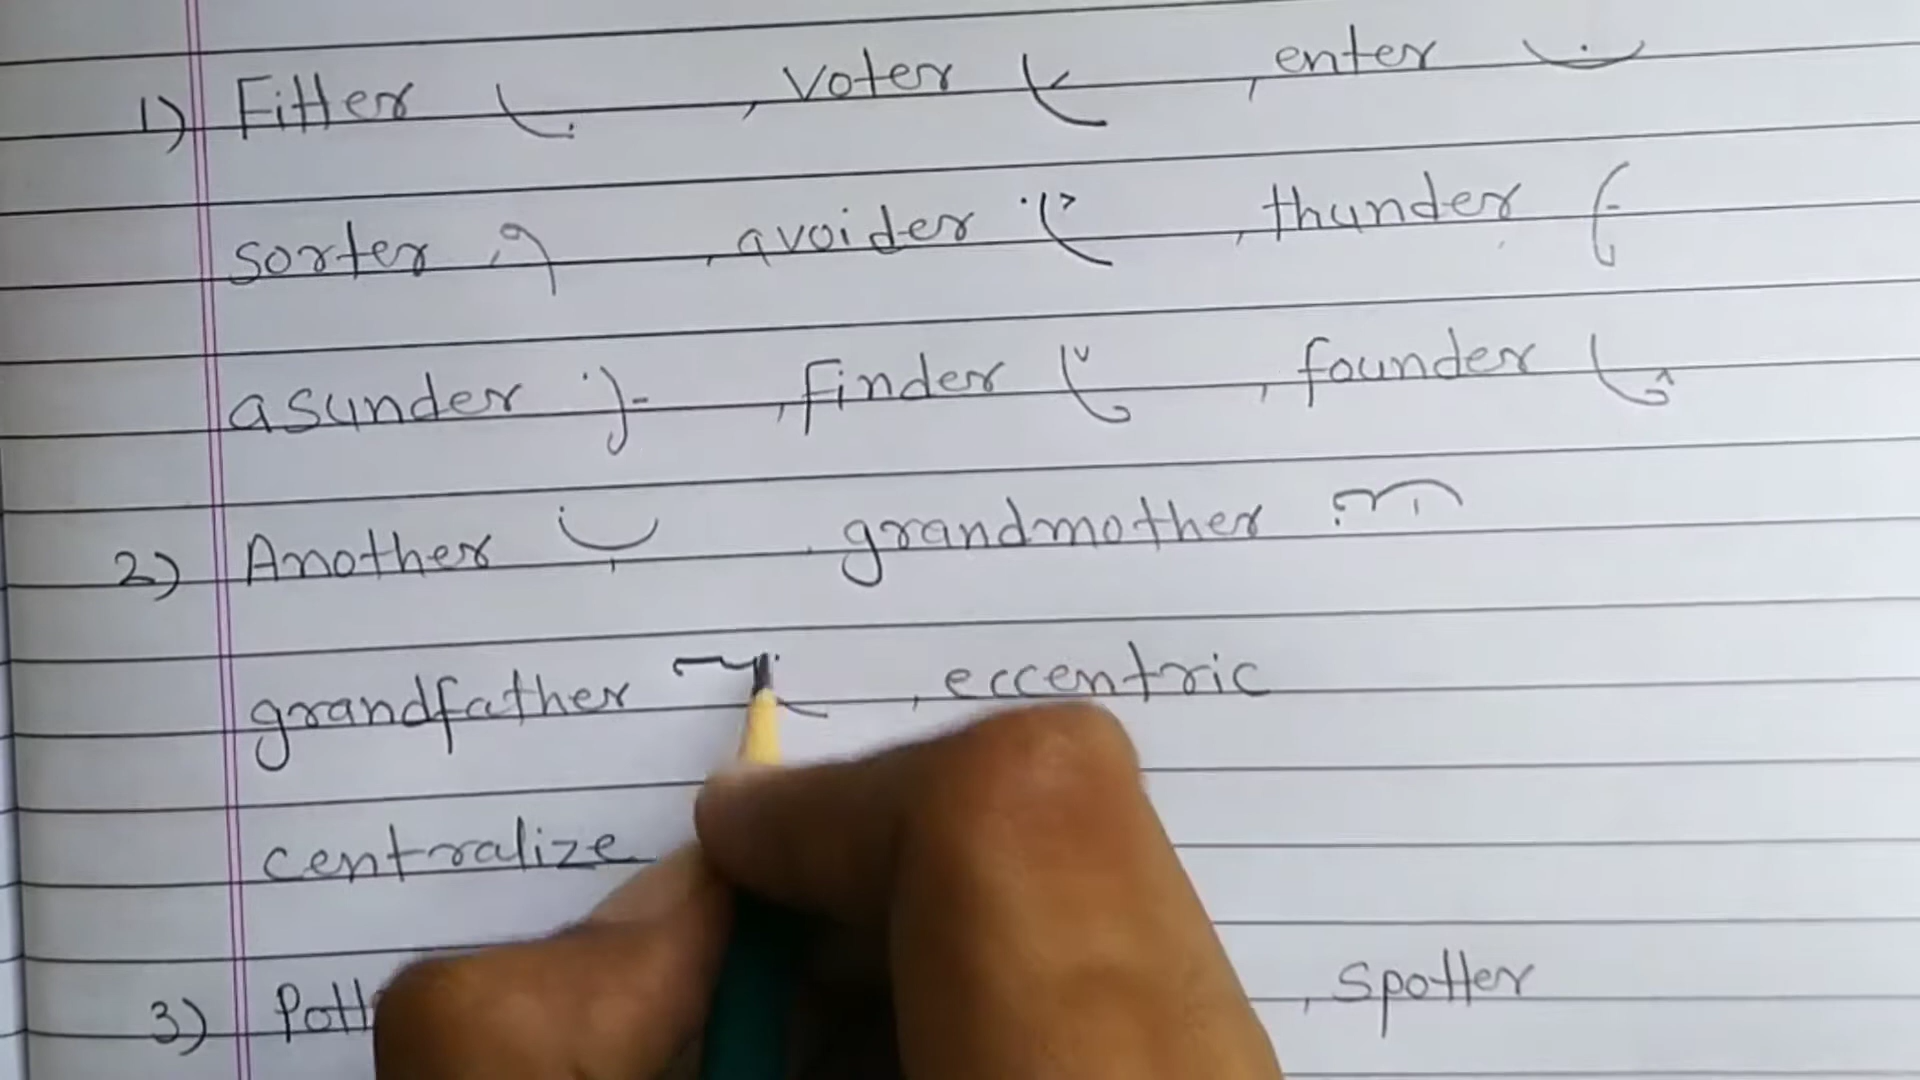 1) Fitter , voter , enter
sorter , avoider , thunder
asunder , finder , founder
2) Another , grandmother
grandfather , eccentric
centralize
3) , spotter